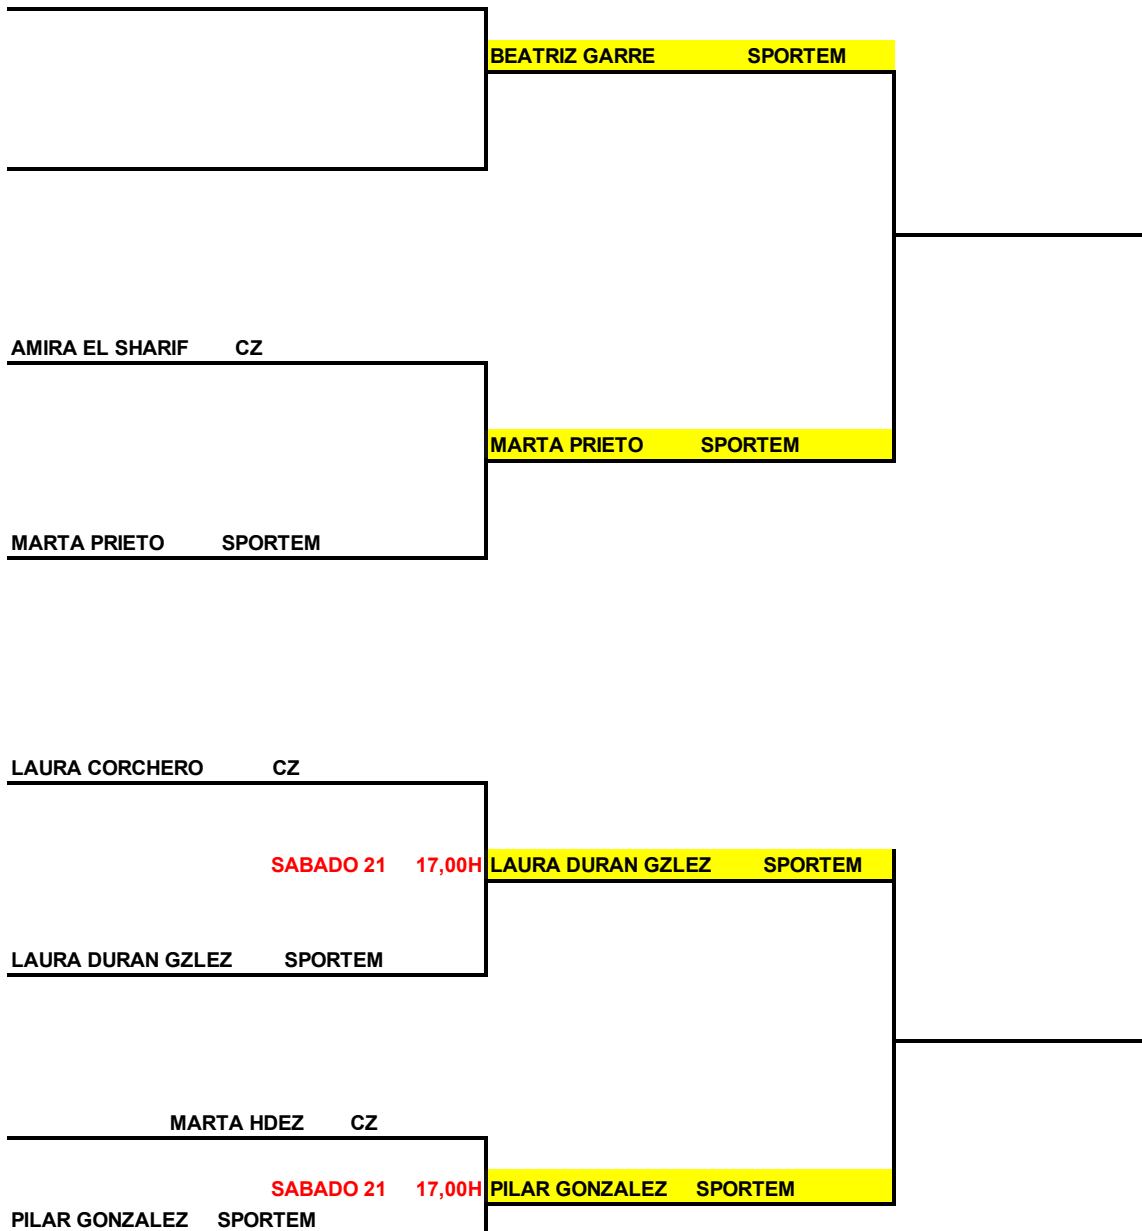 BEATRIZ GARRE SPORTEM
AMIRA EL SHARIF CZ
MARTA PRIETO SPORTEM
MARTA PRIETO SPORTEM
LAURA CORCHERO CZ
SABADO 21 17,00H LAURA DURAN GZLEZ SPORTEM
LAURA DURAN GZLEZ SPORTEM
MARTA HDEZ CZ
SABADO 21 17,00H PILAR GONZALEZ SPORTEM
PILAR GONZALEZ SPORTEM